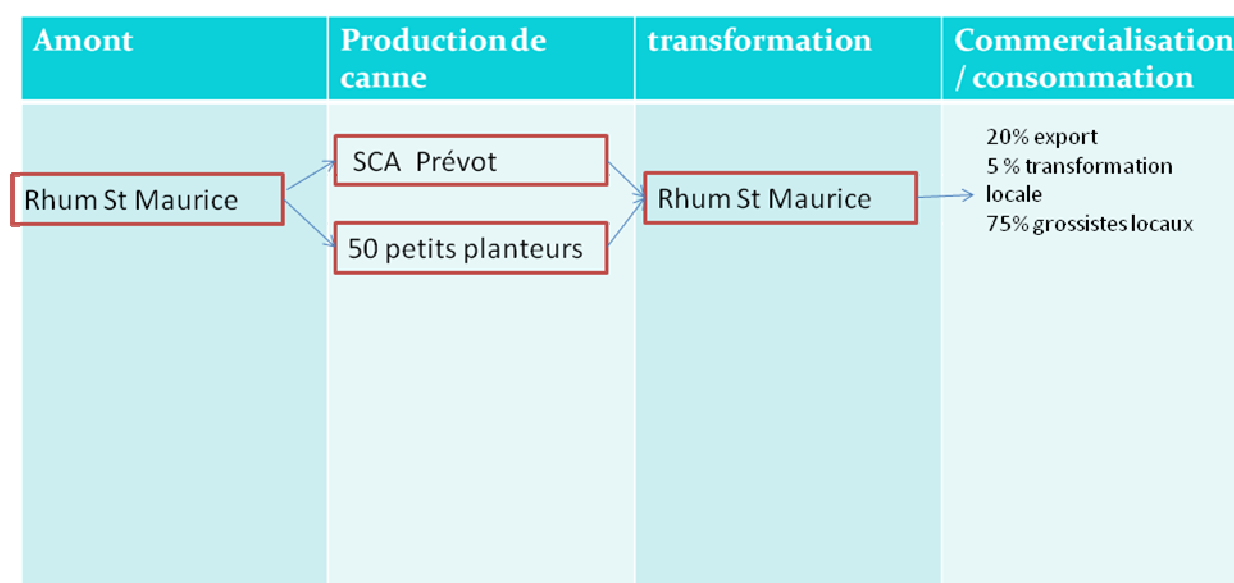 Amont
Production de
canne
transformation
Commercialisation
/ consommation
Rhum St Maurice
SCA Prévot
50 petits planteurs
Rhum St Maurice
20% export
5 % transformation
locale
75% grossistes locaux